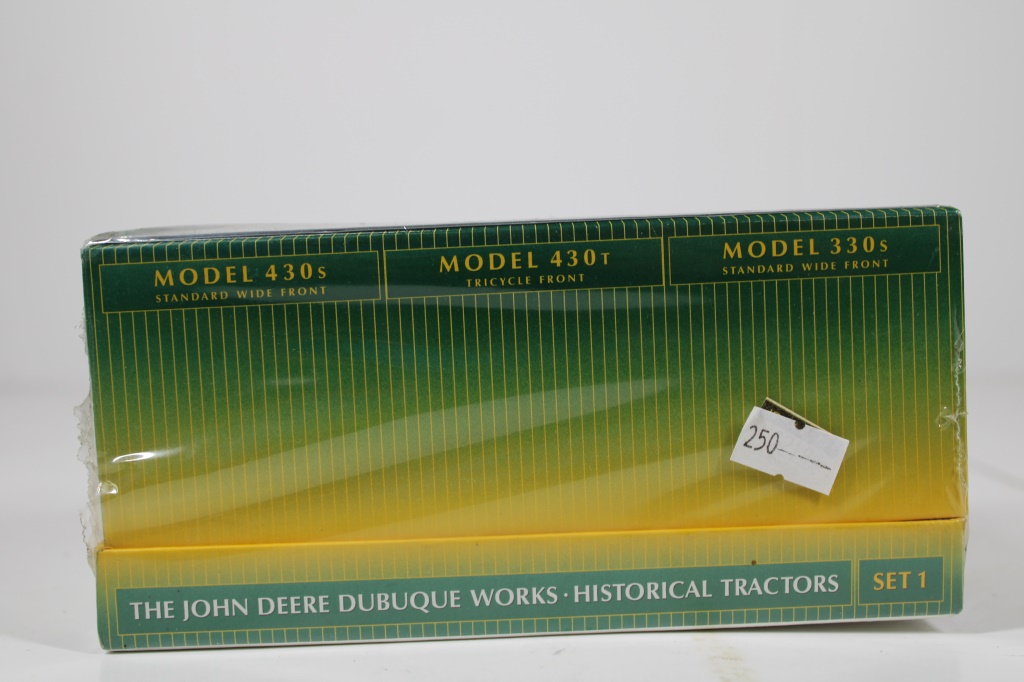 MODEL 430S
STANDARD WIDE FRONT
MODEL 430T
TRICYCLE FRONT
MODEL 330S
STANDARD WIDE FRONT
250
THE JOHN DEERE DUBUQUE WORKS · HISTORICAL TRACTORS
SET 1